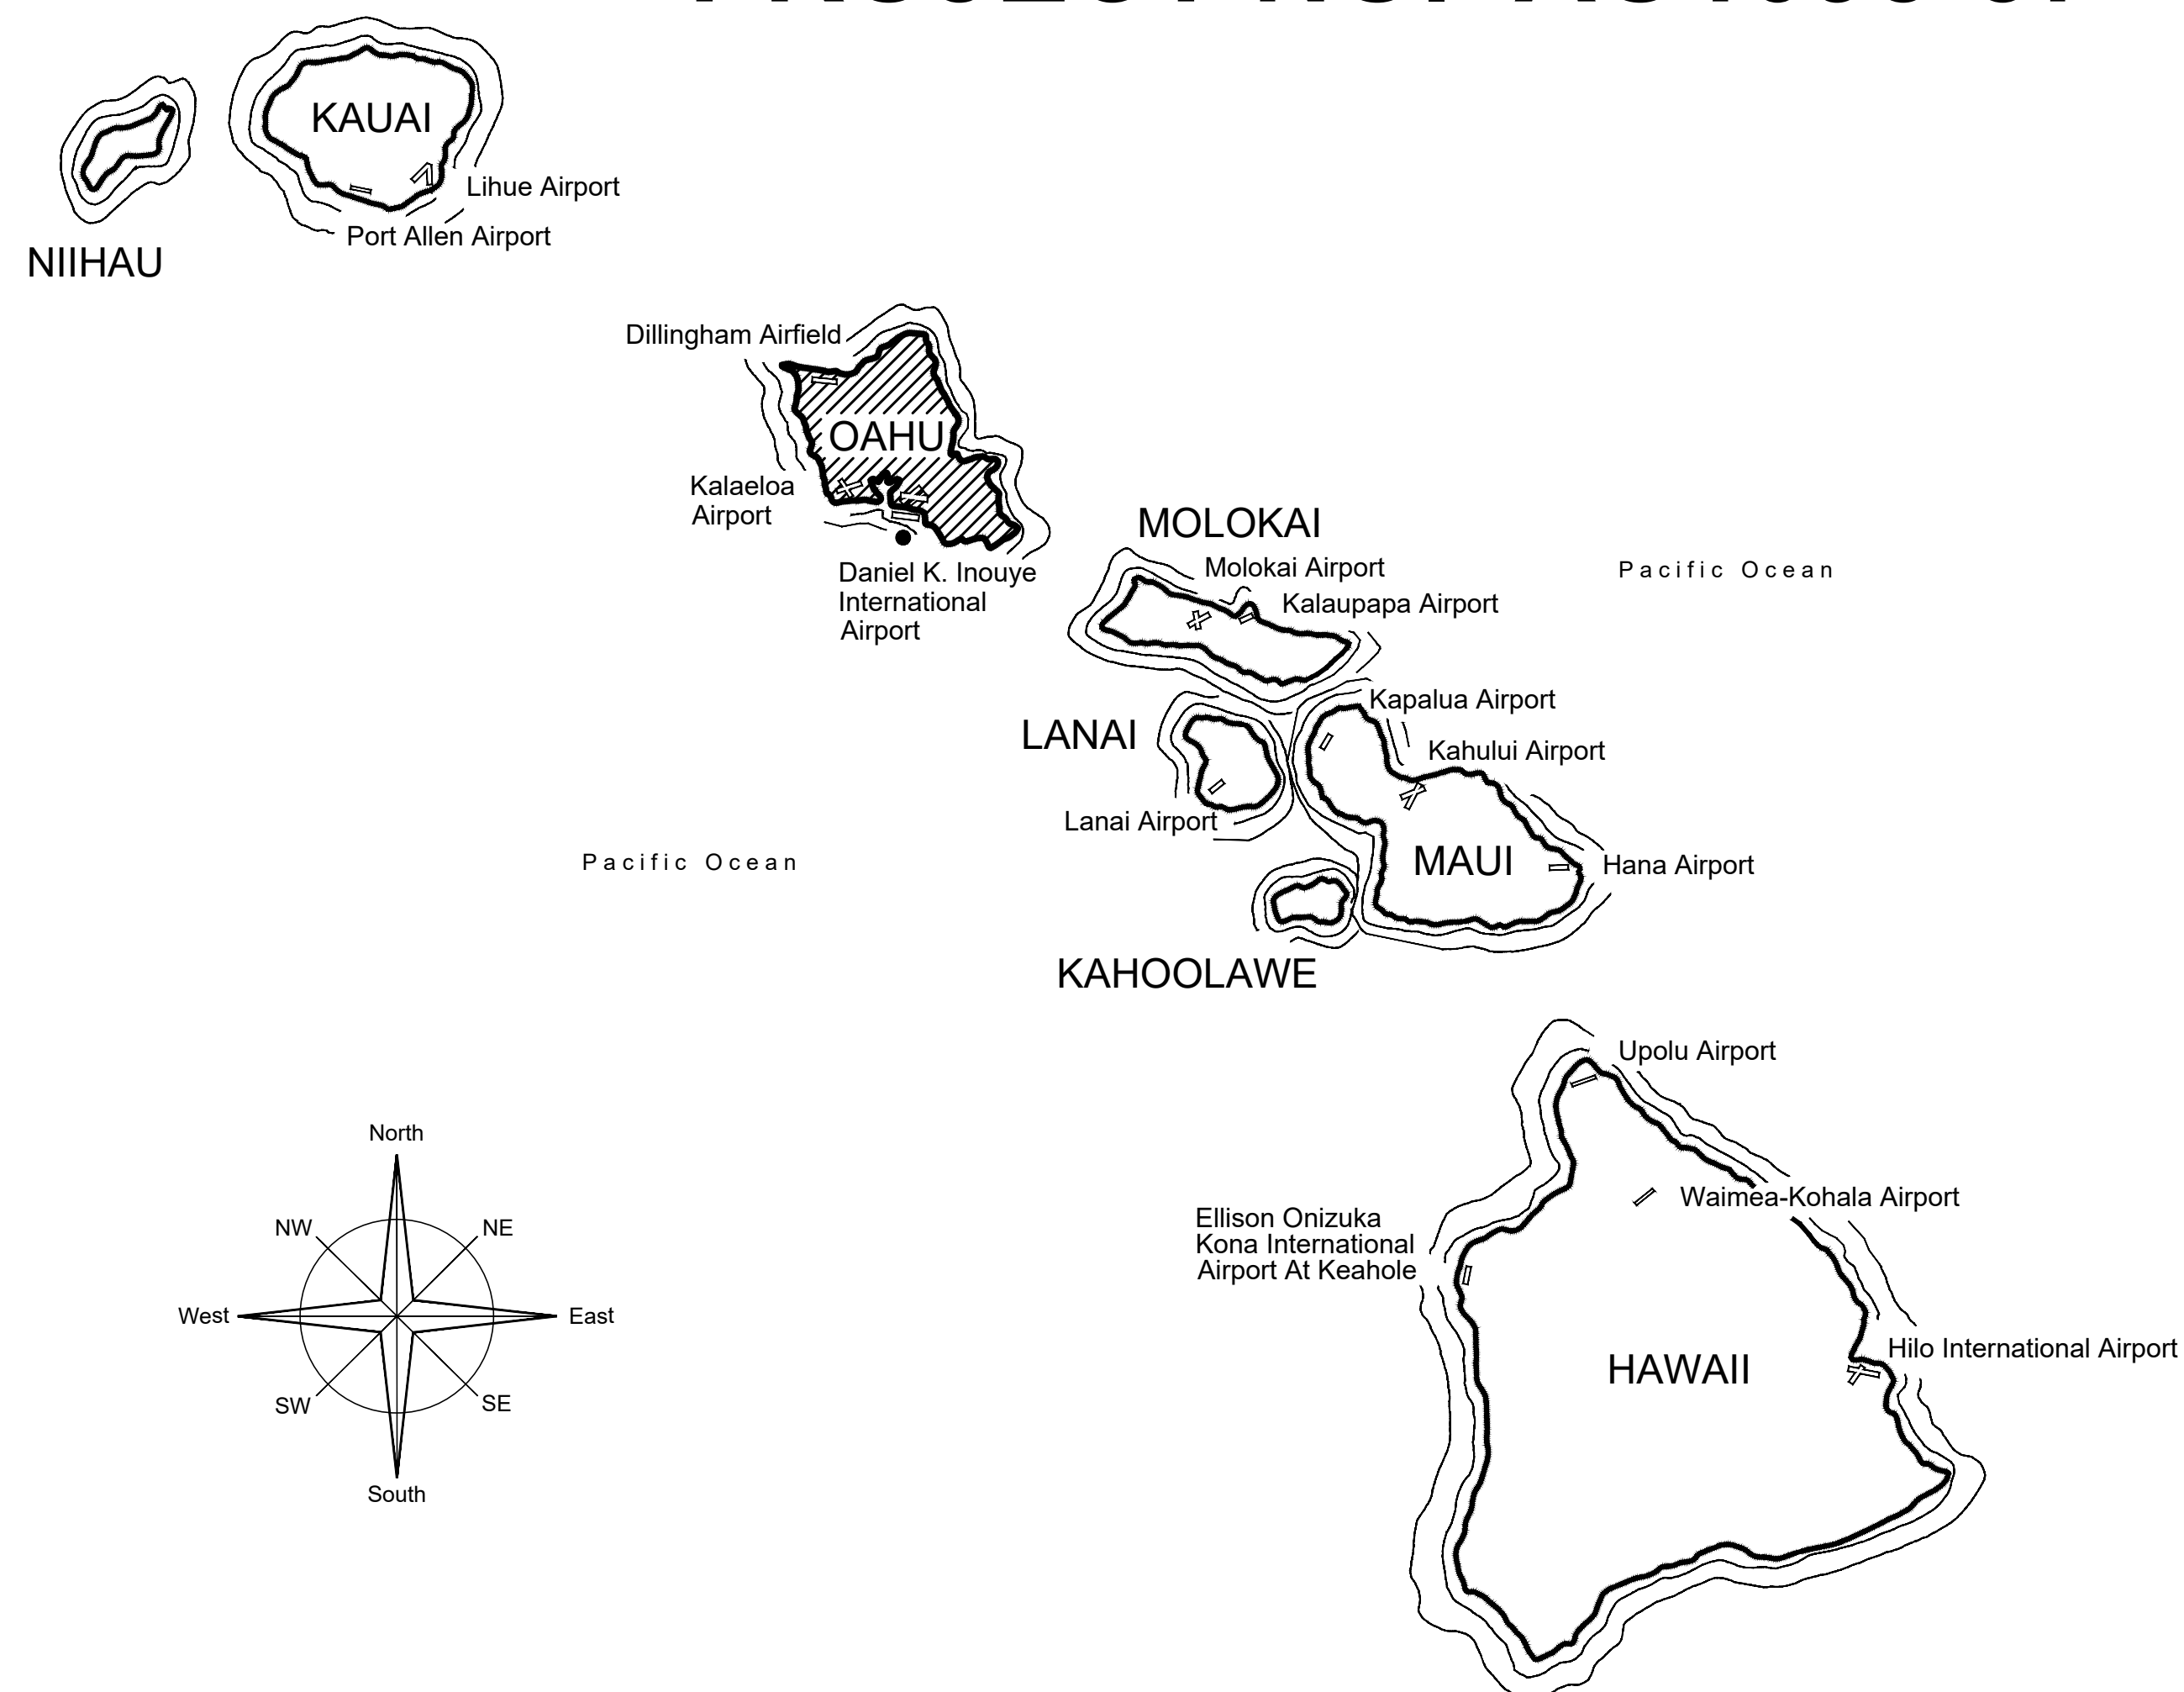 KAUAI
Lihue Airport
Port Allen Airport
NIIHAU
Dillingham Airfield
OAHU
Kalaeloa
Airport
Daniel K. Inouye
International
Airport
MOLOKAI
Molokai Airport
Kalaupapa Airport
Pacific Ocean
Kapalua Airport
LANAI
Kahului Airport
Lanai Airport
Pacific Ocean
MAUI
Hana Airport
KAHOOLAWE
Upolu Airport
Waimea-Kohala Airport
Ellison Onizuka
Kona International
Airport At Keahole
HAWAII
Hilo International Airport
North
NW
NE
West
East
SW
SE
South